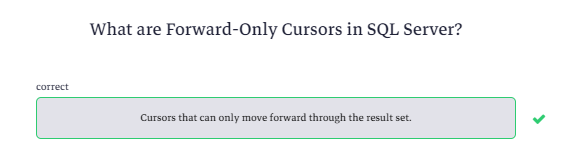 What are Forward-Only Cursors in SQL Server?
correct
Cursors that can only move forward through the result set.